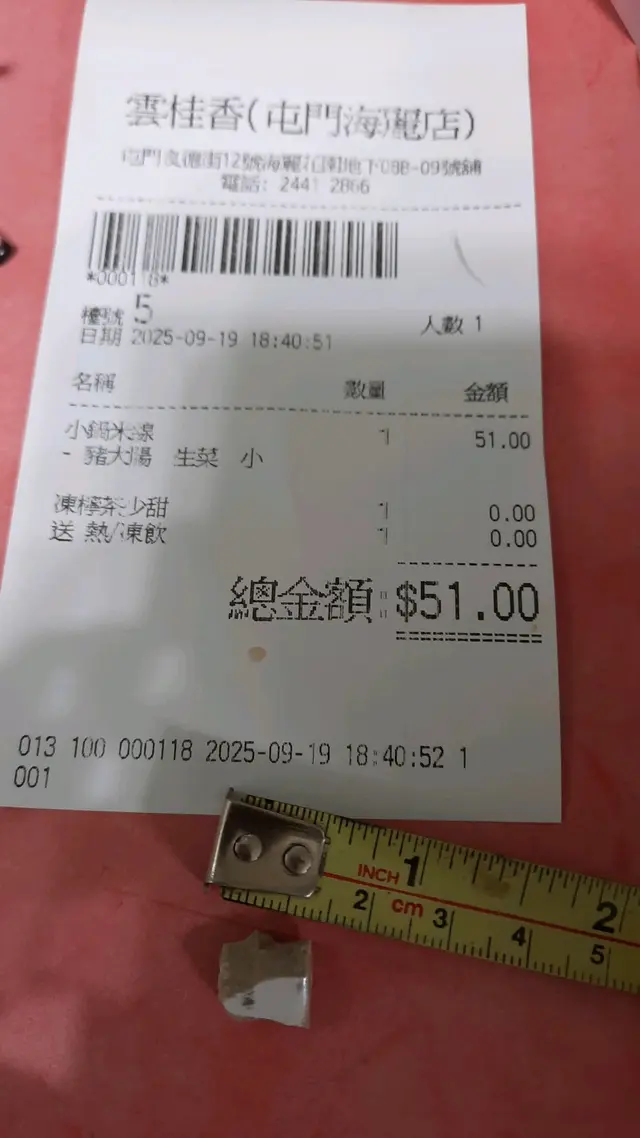 雲桂香(屯門海麗店)
屯門友愛街12號海麗花園地下08B-09號舖
電話: 2441 2866
*000118*
檯號 5
人數 1
日期 2025-09-19 18:40:51
名稱 數量 金額
小鍋米線 1 51.00
- 豬大腸 生菜 小
凍檸茶少甜 1 0.00
送 熱/凍飲 1 0.00
總金額:$51.00
013 100 000118 2025-09-19 18:40:52 1
001
INCH 1 2
2 cm 3 4 5